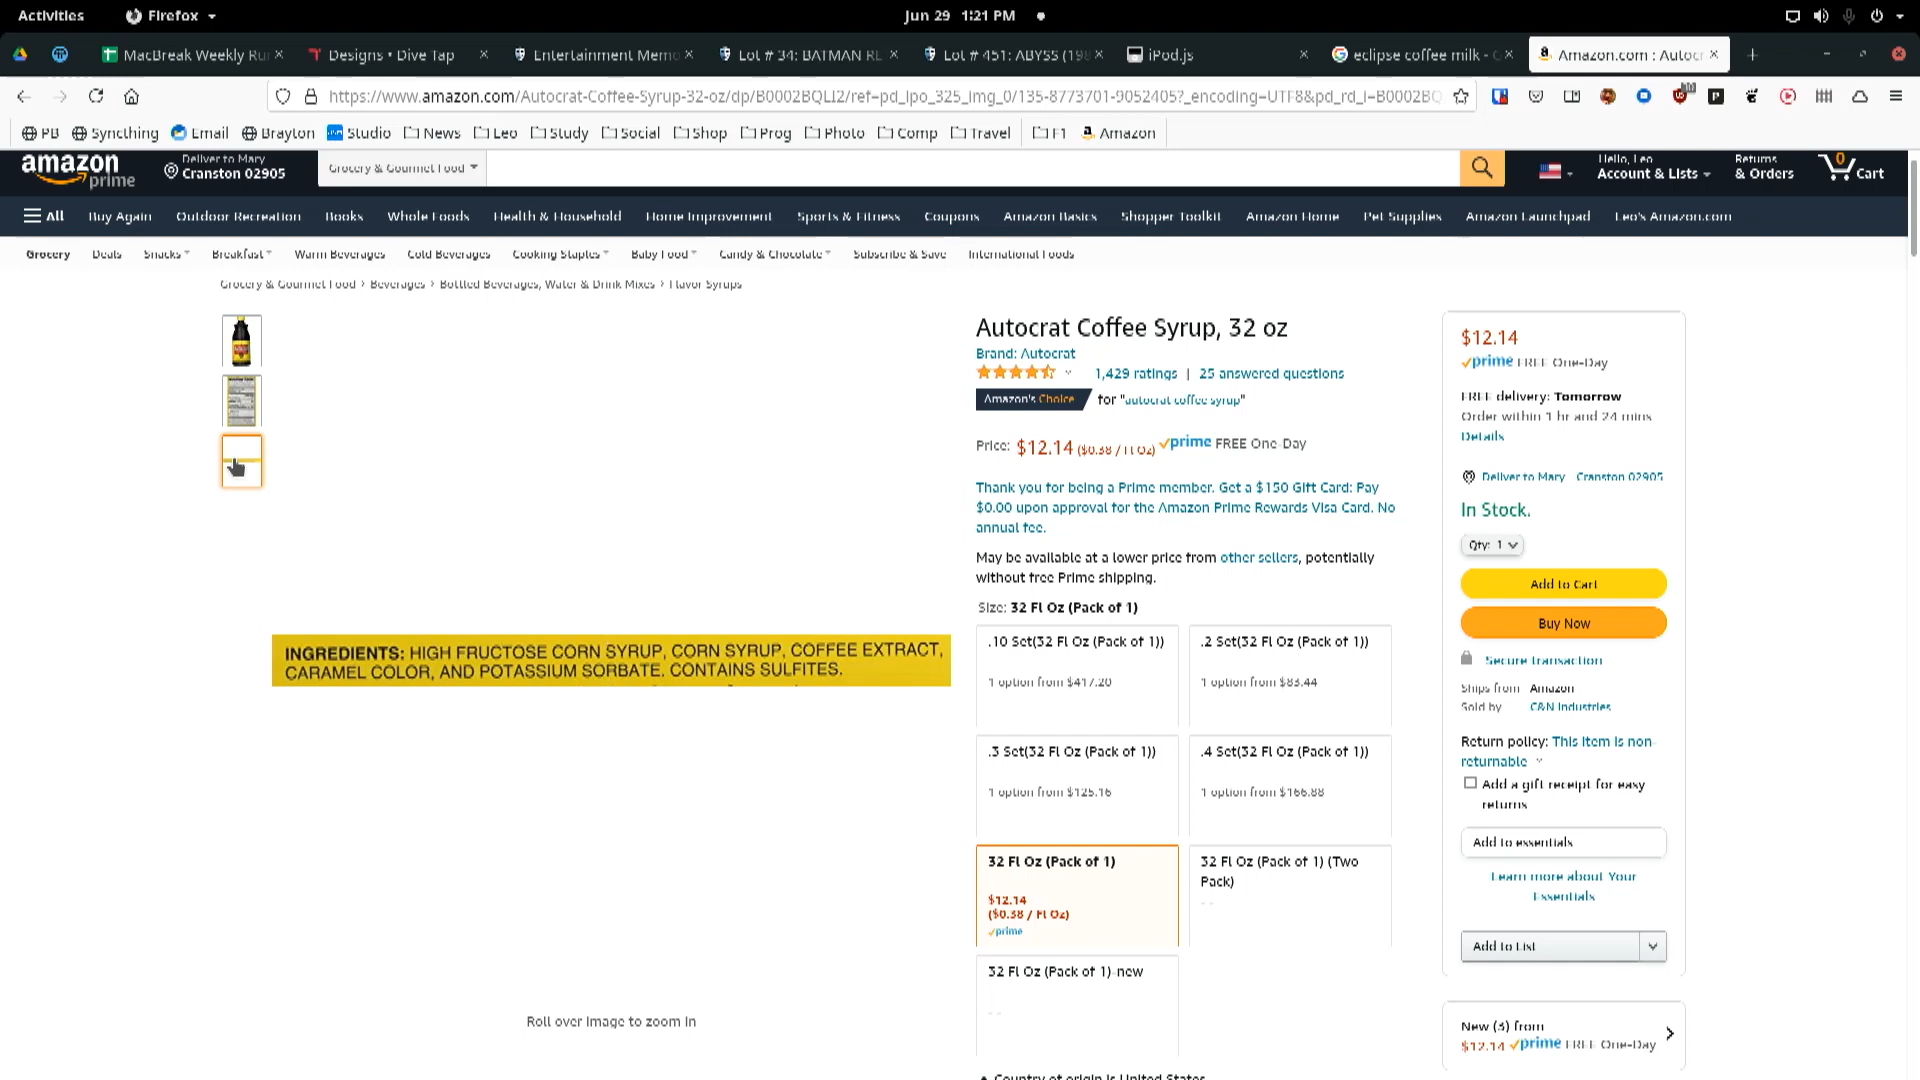 Activities
Firefox
Jun 29 1:21 PM
MacBreak Weekly Ru
Designs • Dive Tap
Entertainment Memo
Lot # 34: BATMAN RE
Lot # 451: ABYSS (198
iPod.js
eclipse coffee milk - G
Amazon.com : Autocr
https://www.amazon.com/Autocrat-Coffee-Syrup-32-oz/dp/B0002BQLI2/ref=pd_lpo_325_img_0/135-8773701-9052405?_encoding=UTF8&pd_rd_i=B0002BQ
PB
Syncthing
Email
Brayton
Studio
News
Leo
Study
Social
Shop
Prog
Photo
Comp
Travel
F1
Amazon
amazon
prime
Deliver to Mary
Cranston 02905
Grocery & Gourmet Food
Hello, Leo
Account & Lists
Returns
& Orders
0
Cart
All
Buy Again
Outdoor Recreation
Books
Whole Foods
Health & Household
Home Improvement
Sports & Fitness
Coupons
Amazon Basics
Shopper Toolkit
Amazon Home
Pet Supplies
Amazon Launchpad
Leo's Amazon.com
Grocery
Deals
Snacks
Breakfast
Warm Beverages
Cold Beverages
Cooking Staples
Baby Food
Candy & Chocolate
Subscribe & Save
International Foods
Grocery & Gourmet Food › Beverages › Bottled Beverages, Water & Drink Mixes › Flavor Syrups
INGREDIENTS: HIGH FRUCTOSE CORN SYRUP, CORN SYRUP, COFFEE EXTRACT,
CARAMEL COLOR, AND POTASSIUM SORBATE. CONTAINS SULFITES.
Roll over image to zoom in
Autocrat Coffee Syrup, 32 oz
Brand: Autocrat
1,429 ratings | 25 answered questions
Amazon's Choice for "autocrat coffee syrup"
Price: $12.14 ($0.38 / Fl Oz) prime FREE One-Day
Thank you for being a Prime member. Get a $150 Gift Card: Pay
$0.00 upon approval for the Amazon Prime Rewards Visa Card. No
annual fee.
May be available at a lower price from other sellers, potentially
without free Prime shipping.
Size: 32 Fl Oz (Pack of 1)
.10 Set(32 Fl Oz (Pack of 1))
1 option from $417.20
.2 Set(32 Fl Oz (Pack of 1))
1 option from $83.44
.3 Set(32 Fl Oz (Pack of 1))
1 option from $125.16
.4 Set(32 Fl Oz (Pack of 1))
1 option from $166.88
32 Fl Oz (Pack of 1)
$12.14
($0.38 / Fl Oz)
prime
32 Fl Oz (Pack of 1) (Two
Pack)
- -
32 Fl Oz (Pack of 1)-new
- -
• Country of origin is United States
$12.14
prime FREE One-Day
FREE delivery: Tomorrow
Order within 1 hr and 24 mins
Details
Deliver to Mary - Cranston 02905
In Stock.
Qty: 1
Add to Cart
Buy Now
Secure transaction
Ships from Amazon
Sold by C&N Industries
Return policy: This item is non-
returnable
Add a gift receipt for easy
returns
Add to essentials
Learn more about Your
Essentials
Add to List
New (3) from
$12.14 prime FREE One-Day